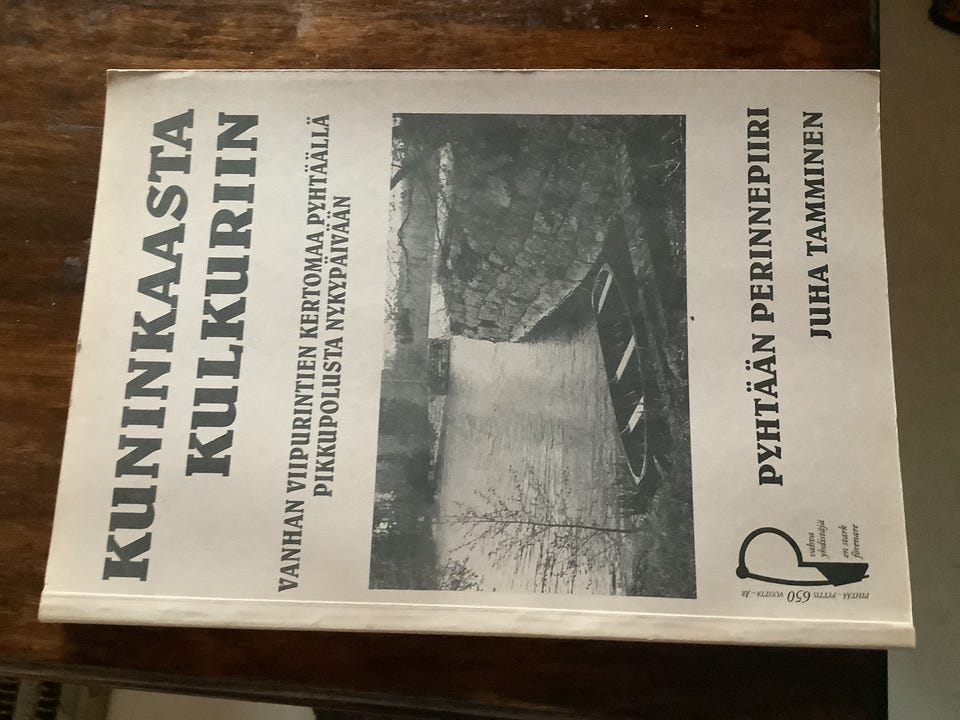 KUNINKAASTA
KULKURIIN
VANHAN VIIPURINTIEN KERTOMAA PYHTÄÄLLÄ
PIKKUPOLUSTA NYKYPÄIVÄÄN
PYHTÄÄN PERINNEPIIRI
JUHA TAMMINEN
vahva
yhdistäjä
en stark
förenare
PYHTÄÄ – PYTTIS
650 VUOTTA – ÅR